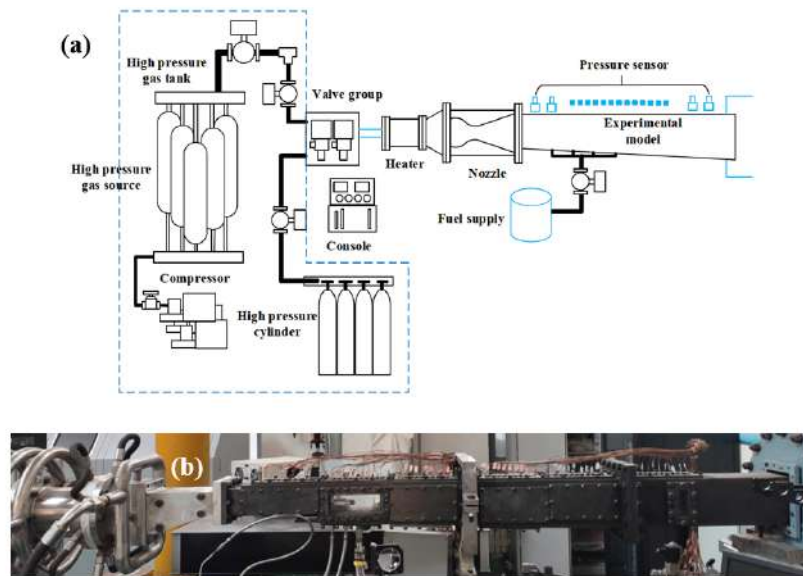 (a)
High pressure
gas tank
Valve group
Pressure sensor
Experimental
model
High pressure
gas source
Heater
Nozzle
Fuel supply
Console
Compressor
High pressure
cylinder
(b)